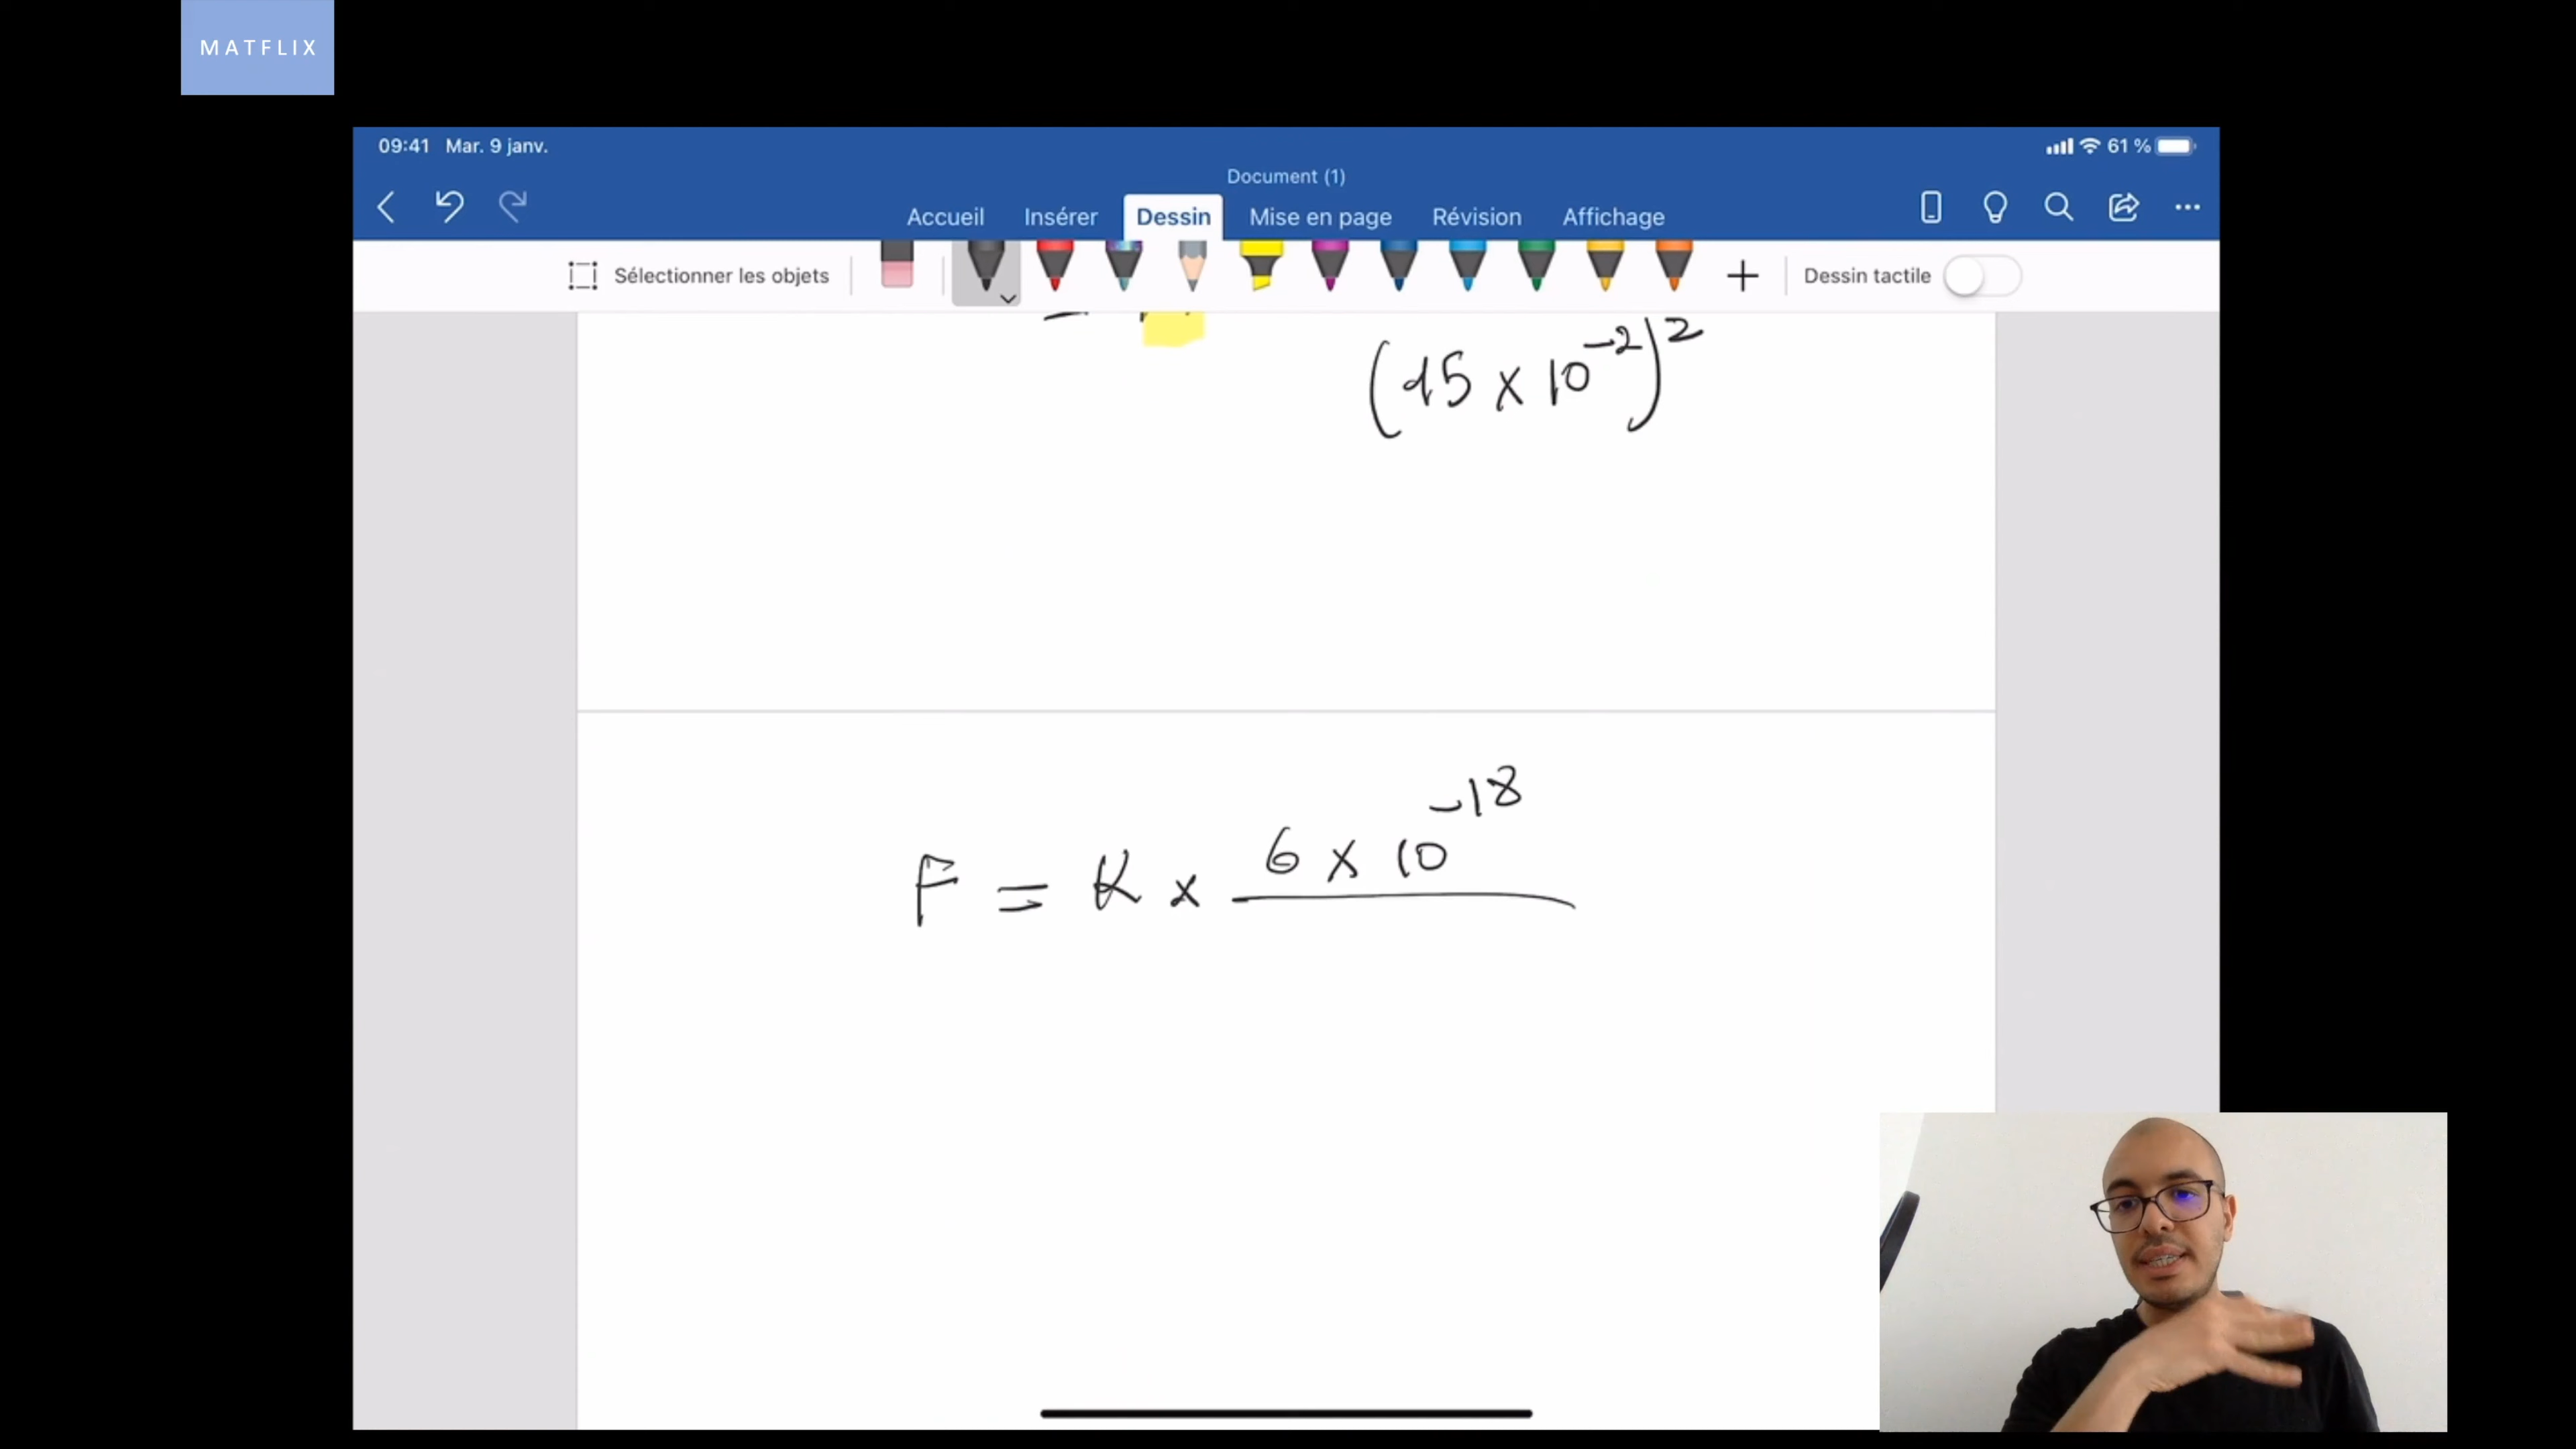 MATFLIX
09:41 Mar. 9 janv.
61 %
Document (1)
Accueil Insérer Dessin Mise en page Révision Affichage
Sélectionner les objets
Dessin tactile
(15 × 10⁻²)²
F = K × 6 × 10⁻¹⁸